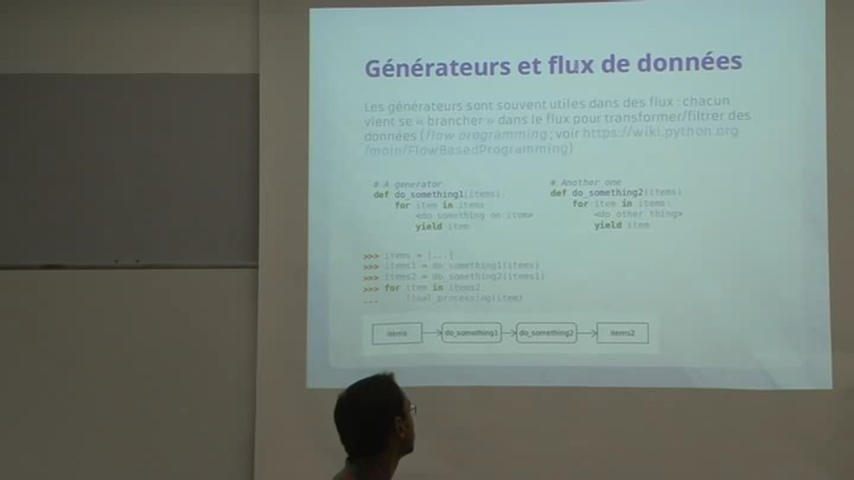 Générateurs et flux de données
Les générateurs sont souvent utiles dans des flux : chacun
vient se « brancher » dans le flux pour transformer/filtrer des
données (flow programming ; voir https://wiki.python.org
/moin/FlowBasedProgramming)
# A generator
def do_something1(items):
for item in items:
<do something on item>
yield item
# Another one
def do_something2(items):
for item in items:
<do other thing>
yield item
>>> items = [...]
>>> items1 = do_something1(items)
>>> items2 = do_something2(items1)
>>> for item in items2:
... final_processing(item)
items do_something1 do_something2 items2